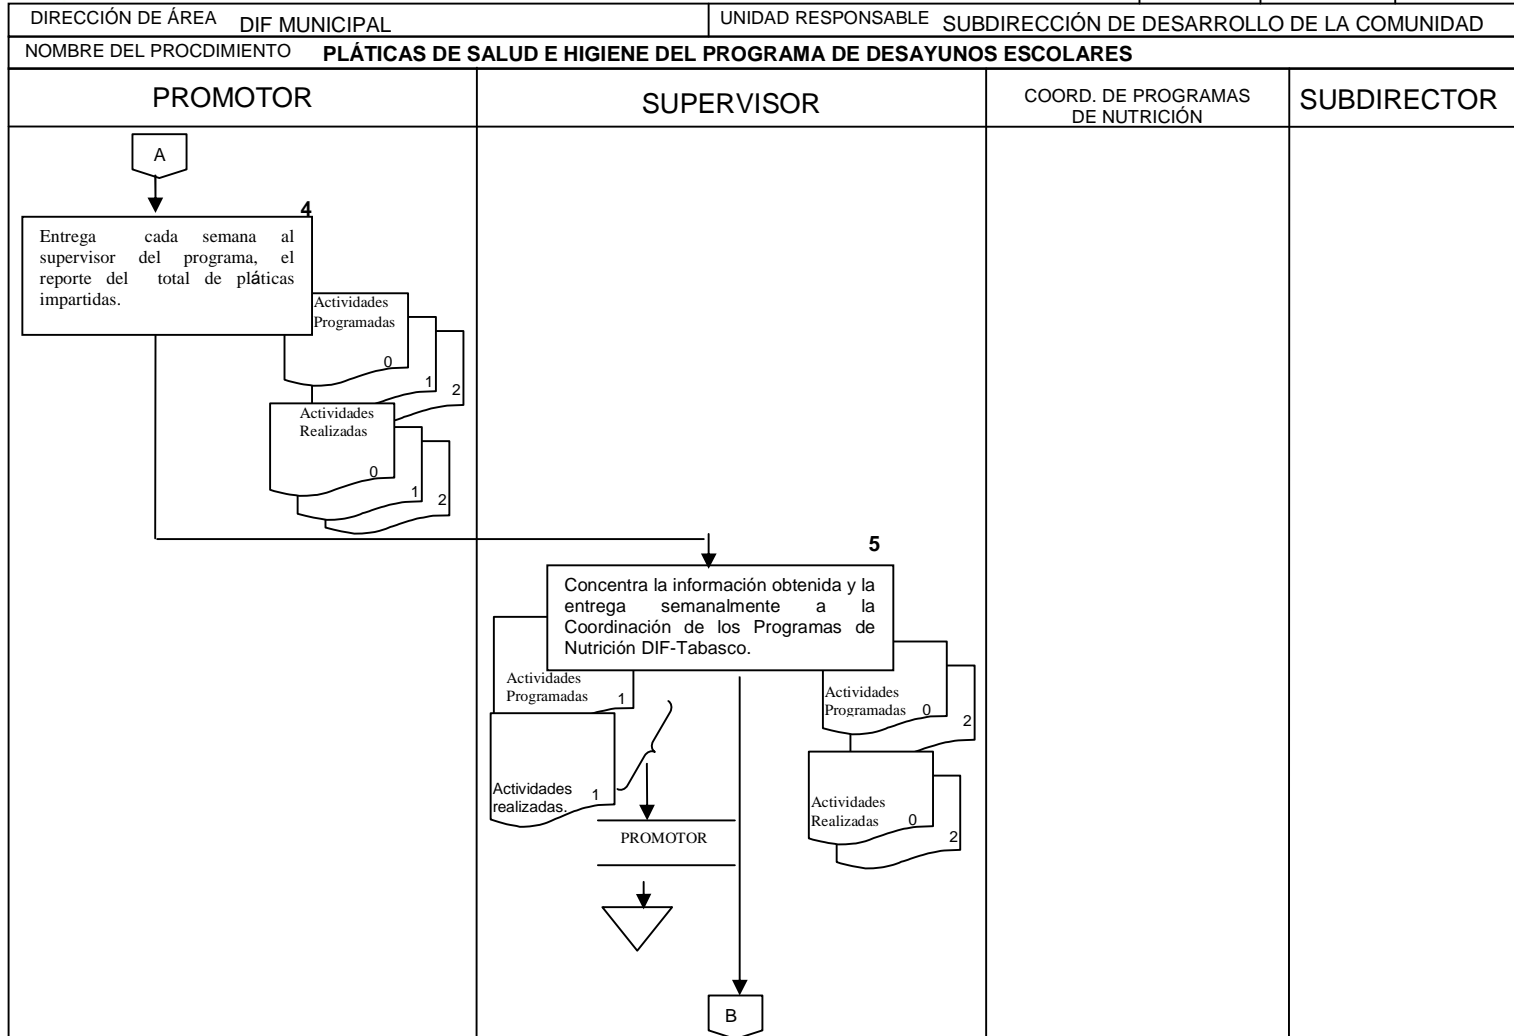 DIRECCIÓN DE ÁREA DIF MUNICIPAL UNIDAD RESPONSABLE SUBDIRECCIÓN DE DESARROLLO DE LA COMUNIDAD
NOMBRE DEL PROCDIMIENTO PLÁTICAS DE SALUD E HIGIENE DEL PROGRAMA DE DESAYUNOS ESCOLARES
PROMOTOR
SUPERVISOR
COORD. DE PROGRAMAS
DE NUTRICIÓN
SUBDIRECTOR
A
4
Entrega cada semana al
supervisor del programa, el
reporte del total de pláticas
impartidas.
Actividades
Programadas
0
1
2
Actividades
Realizadas
0
1
2
5
Concentra la información obtenida y la
entrega semanalmente a la
Coordinación de los Programas de
Nutrición DIF-Tabasco.
Actividades
Programadas 1
Actividades
realizadas. 1
PROMOTOR
Actividades
Programadas 0
2
Actividades
Realizadas 0
2
B